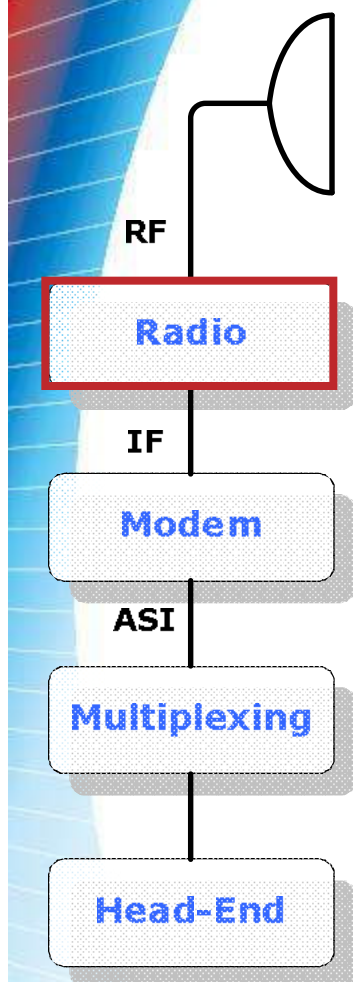 RF
Radio
IF
Modem
ASI
Multiplexing
Head-End